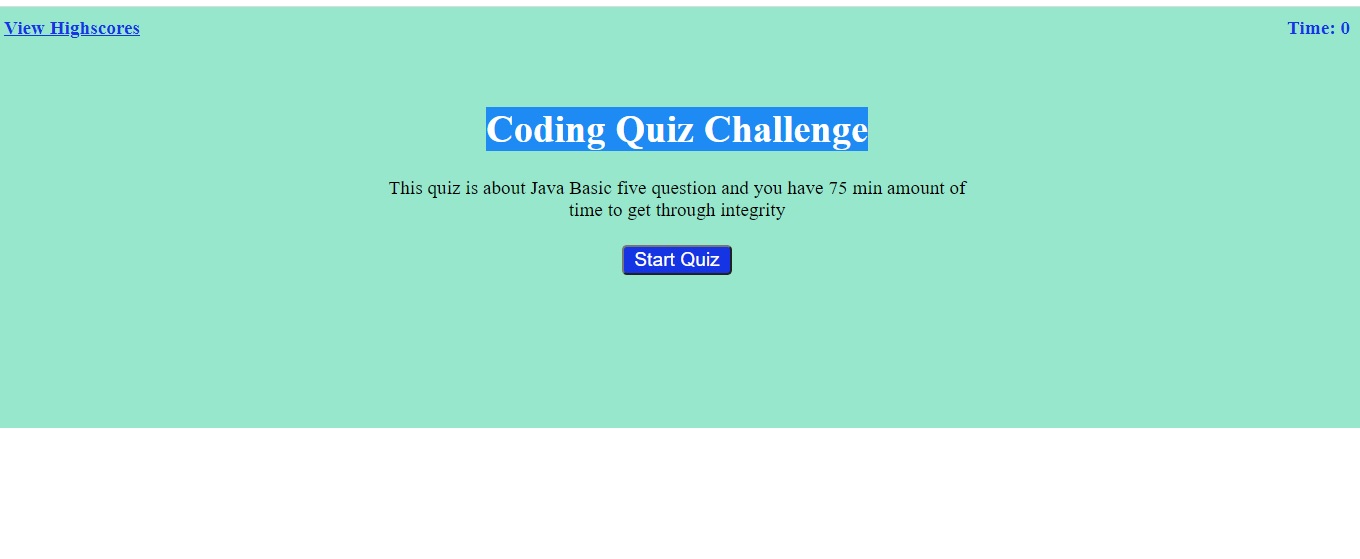 View Highscores
Time: 0
Coding Quiz Challenge
This quiz is about Java Basic five question and you have 75 min amount of
time to get through integrity
Start Quiz